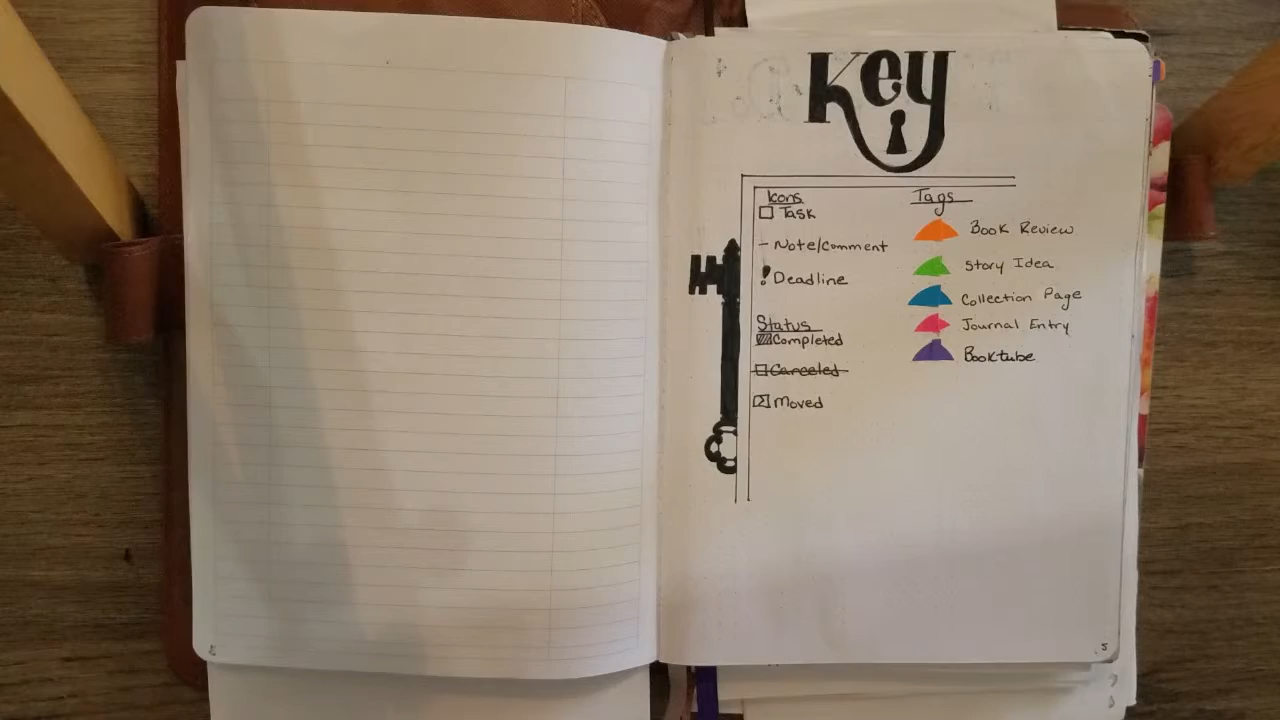 Key
Icons
Task
- Note/comment
! Deadline
Status
Completed
Canceled
Moved
Tags
Book Review
Story Idea
Collection Page
Journal Entry
Booktube
5